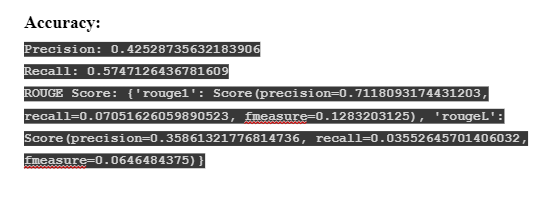 Accuracy:
Precision: 0.42528735632183906
Recall: 0.5747126436781609
ROUGE Score: {'rouge1': Score(precision=0.7118093174431203,
recall=0.07051626059890523, fmeasure=0.1283203125), 'rougeL':
Score(precision=0.35861321776814736, recall=0.03552645701406032,
fmeasure=0.0646484375)}